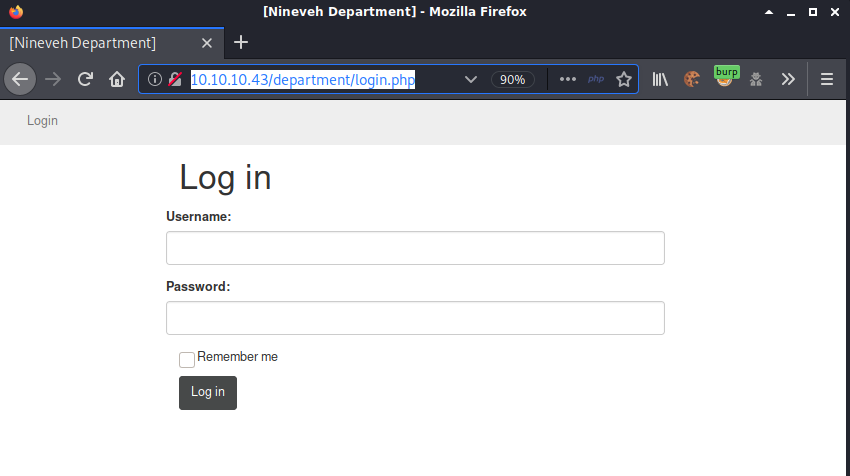 [Nineveh Department] - Mozilla Firefox
[Nineveh Department]
10.10.10.43/department/login.php
90%
php
burp
Login
Log in
Username:
Password:
Remember me
Log in